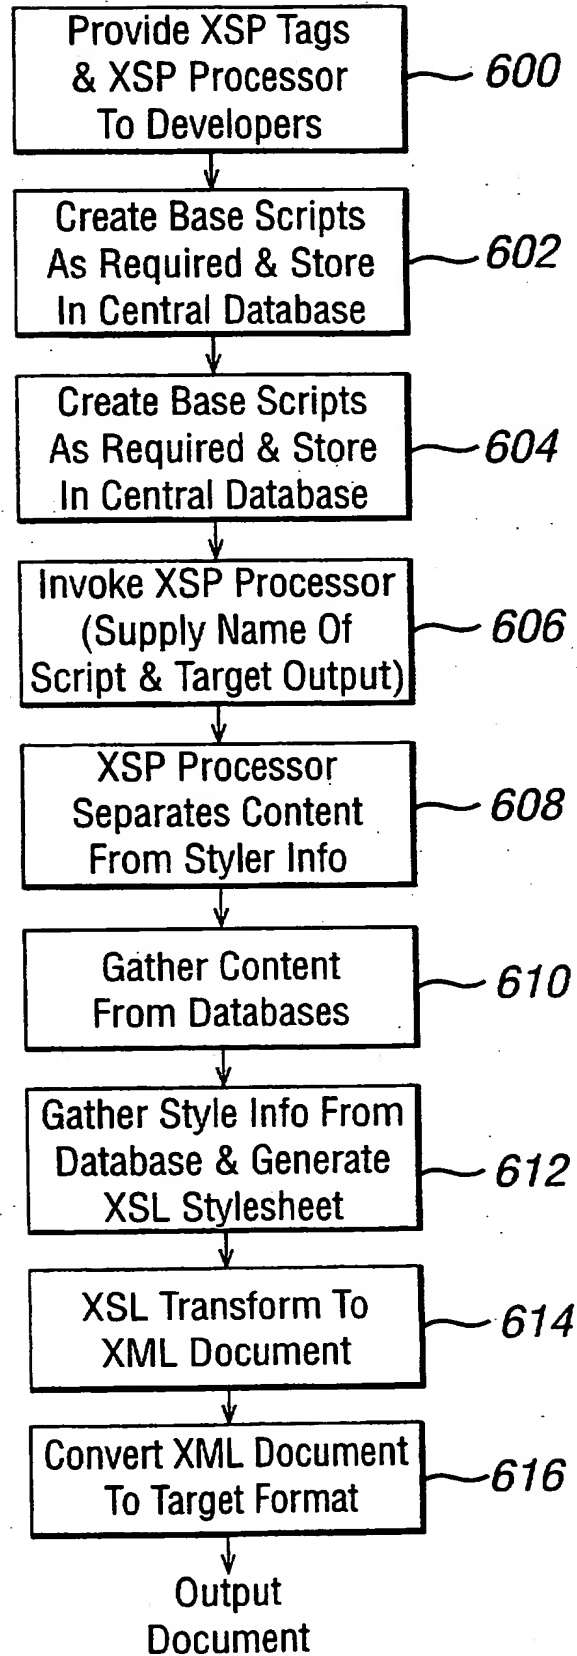 Provide XSP Tags
& XSP Processor
To Developers
600
Create Base Scripts
As Required & Store
In Central Database
602
Create Base Scripts
As Required & Store
In Central Database
604
Invoke XSP Processor
(Supply Name Of
Script & Target Output)
606
XSP Processor
Separates Content
From Styler Info
608
Gather Content
From Databases
610
Gather Style Info From
Database & Generate
XSL Stylesheet
612
XSL Transform To
XML Document
614
Convert XML Document
To Target Format
616
Output
Document